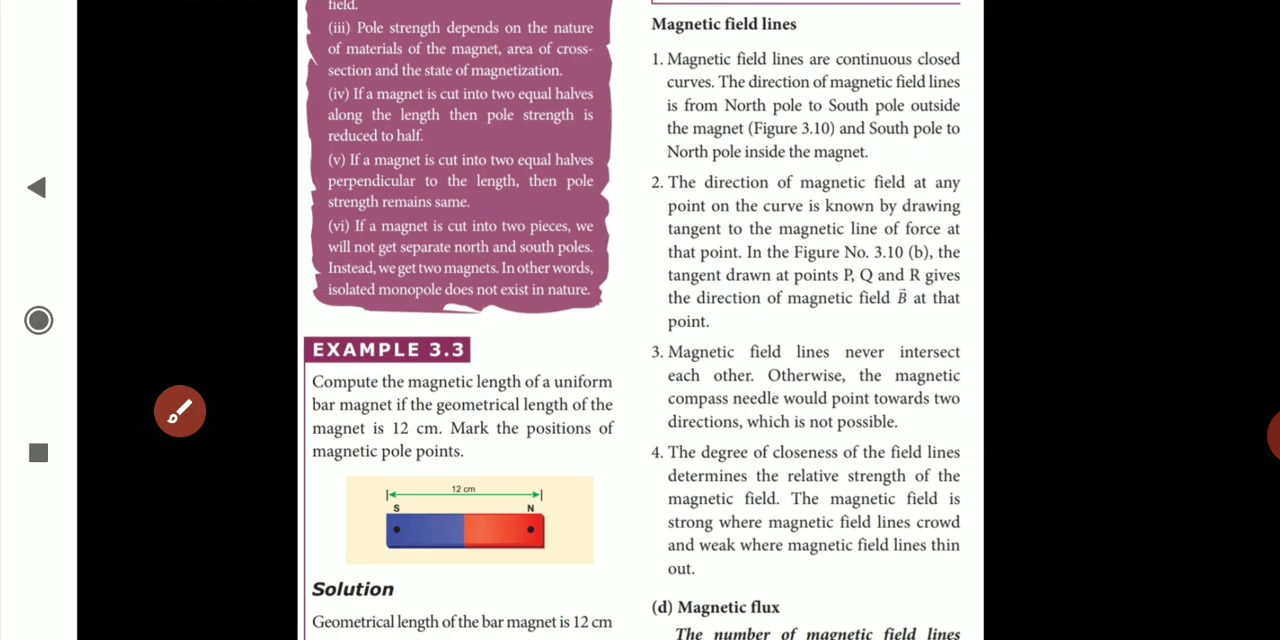 field.
(iii) Pole strength depends on the nature
of materials of the magnet, area of cross-
section and the state of magnetization.
(iv) If a magnet is cut into two equal halves
along the length then pole strength is
reduced to half.
(v) If a magnet is cut into two equal halves
perpendicular to the length, then pole
strength remains same.
(vi) If a magnet is cut into two pieces, we
will not get separate north and south poles.
Instead, we get two magnets. In other words,
isolated monopole does not exist in nature.
EXAMPLE 3.3
Compute the magnetic length of a uniform
bar magnet if the geometrical length of the
magnet is 12 cm. Mark the positions of
magnetic pole points.
12 cm
S N
Solution
Geometrical length of the bar magnet is 12 cm
Magnetic field lines
1. Magnetic field lines are continuous closed
curves. The direction of magnetic field lines
is from North pole to South pole outside
the magnet (Figure 3.10) and South pole to
North pole inside the magnet.
2. The direction of magnetic field at any
point on the curve is known by drawing
tangent to the magnetic line of force at
that point. In the Figure No. 3.10 (b), the
tangent drawn at points P, Q and R gives
the direction of magnetic field B⃗ at that
point.
3. Magnetic field lines never intersect
each other. Otherwise, the magnetic
compass needle would point towards two
directions, which is not possible.
4. The degree of closeness of the field lines
determines the relative strength of the
magnetic field. The magnetic field is
strong where magnetic field lines crowd
and weak where magnetic field lines thin
out.
(d) Magnetic flux
The number of magnetic field lines